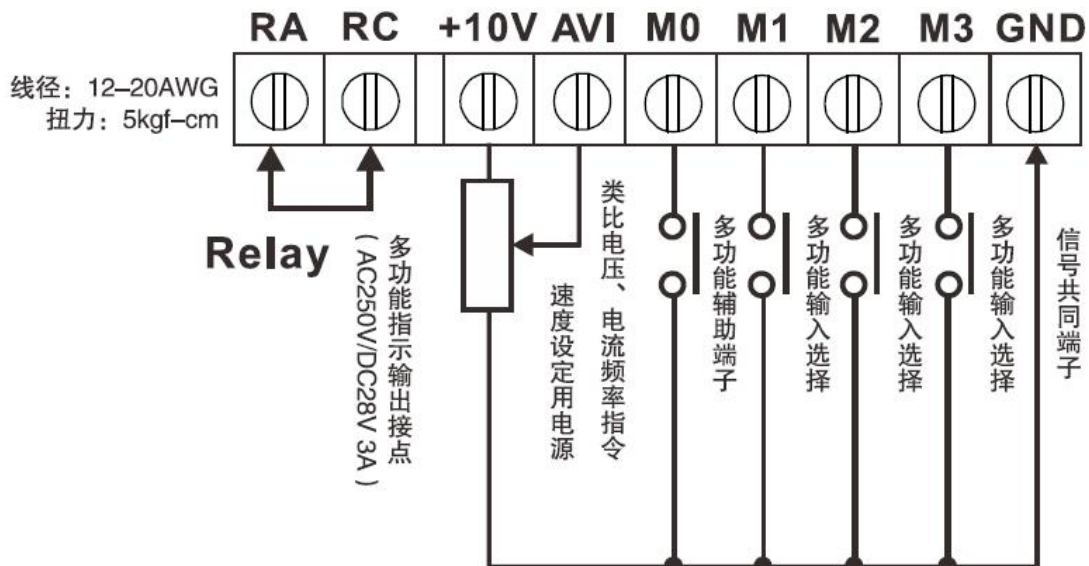 RA RC +10V AVI M0 M1 M2 M3 GND
线径：12–20AWG
扭力：5kgf–cm
Relay
多功能指示输出接点
（AC250V/DC28V 3A）
速度设定用电源
类比电压、电流频率指令
多功能辅助端子
多功能输入选择
多功能输入选择
多功能输入选择
信号共同端子